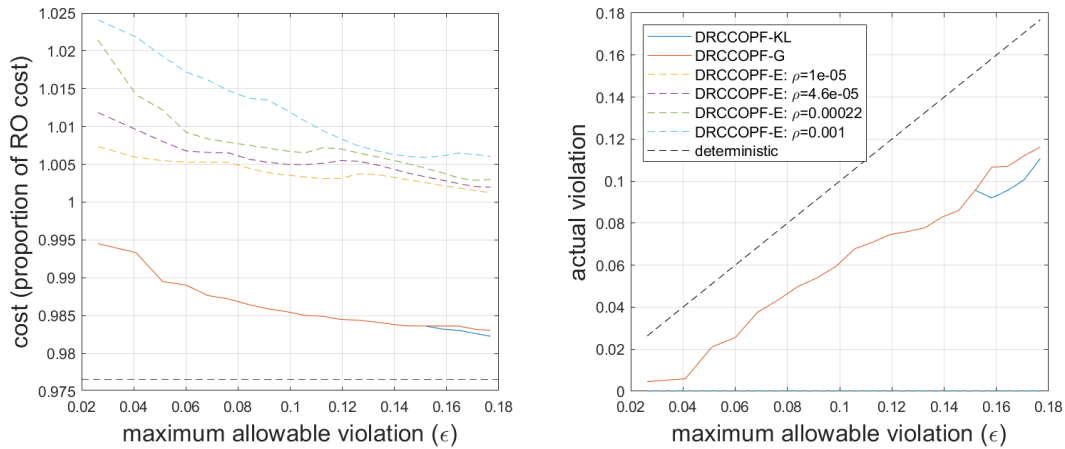 1.025
1.02
1.015
1.01
1.005
1
0.995
0.99
0.985
0.98
0.975
cost (proportion of RO cost)
0.02 0.04 0.06 0.08 0.1 0.12 0.14 0.16 0.18
maximum allowable violation (ϵ)
0.18
0.16
0.14
0.12
0.1
0.08
0.06
0.04
0.02
0
actual violation
DRCCOPF-KL
DRCCOPF-G
DRCCOPF-E: ρ=1e-05
DRCCOPF-E: ρ=4.6e-05
DRCCOPF-E: ρ=0.00022
DRCCOPF-E: ρ=0.001
deterministic
0.02 0.04 0.06 0.08 0.1 0.12 0.14 0.16 0.18
maximum allowable violation (ϵ)